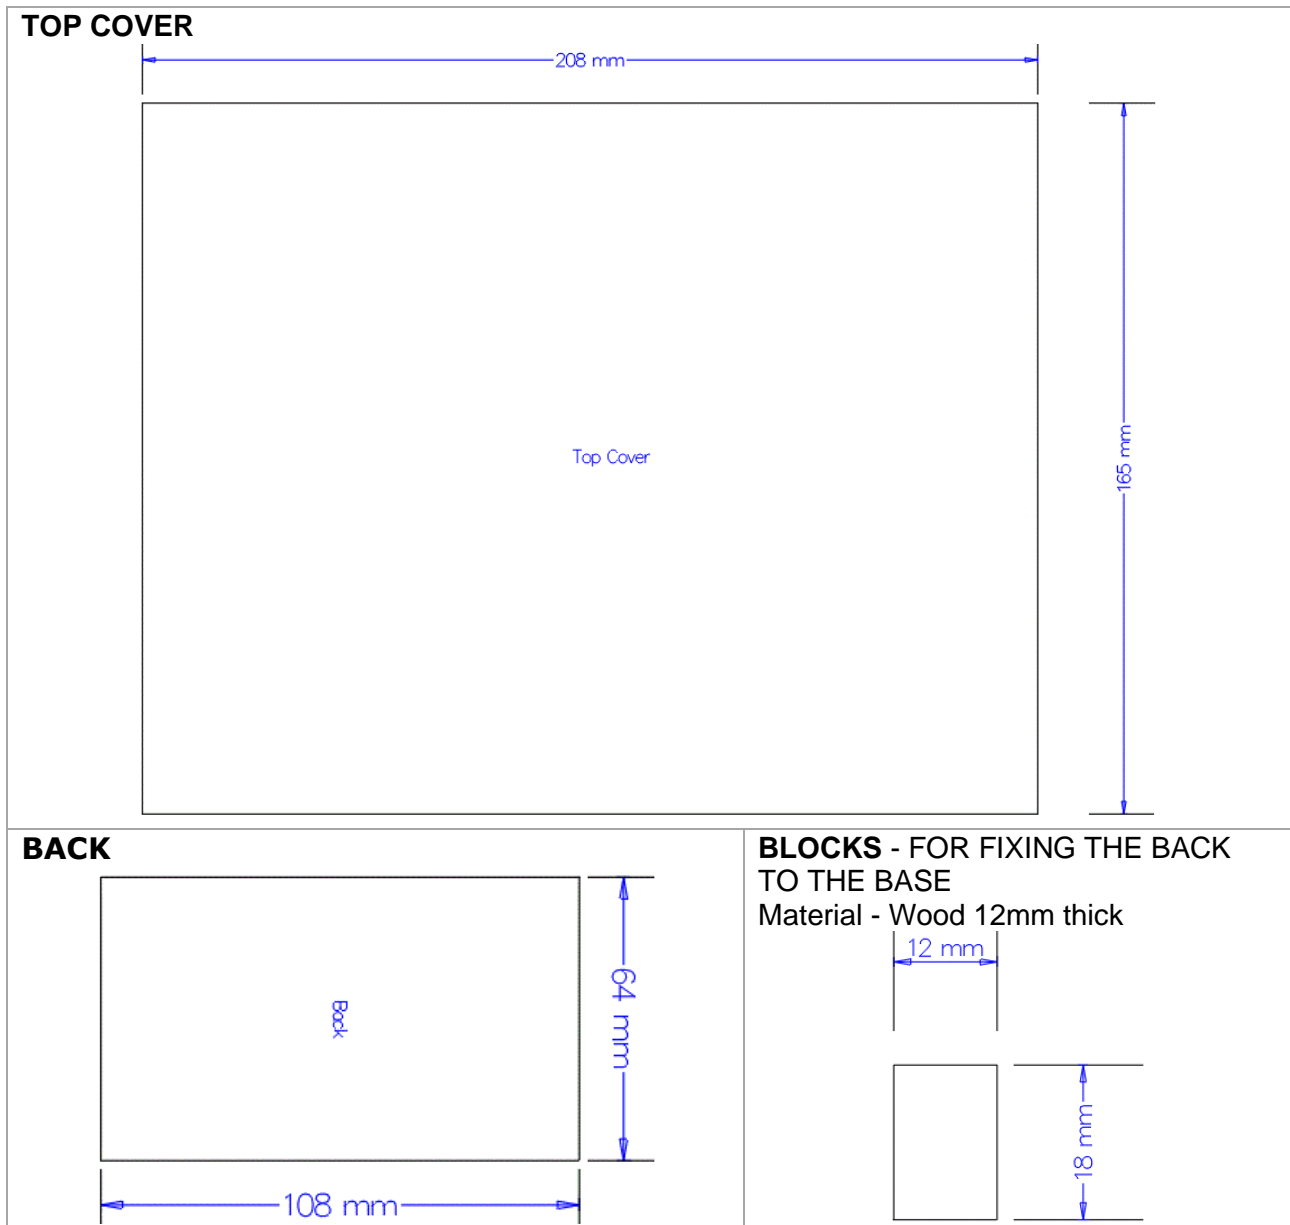 TOP COVER
208 mm
165 mm
Top Cover
BACK
Back
64 mm
108 mm
BLOCKS - FOR FIXING THE BACK
TO THE BASE
Material - Wood 12mm thick
12 mm
18 mm